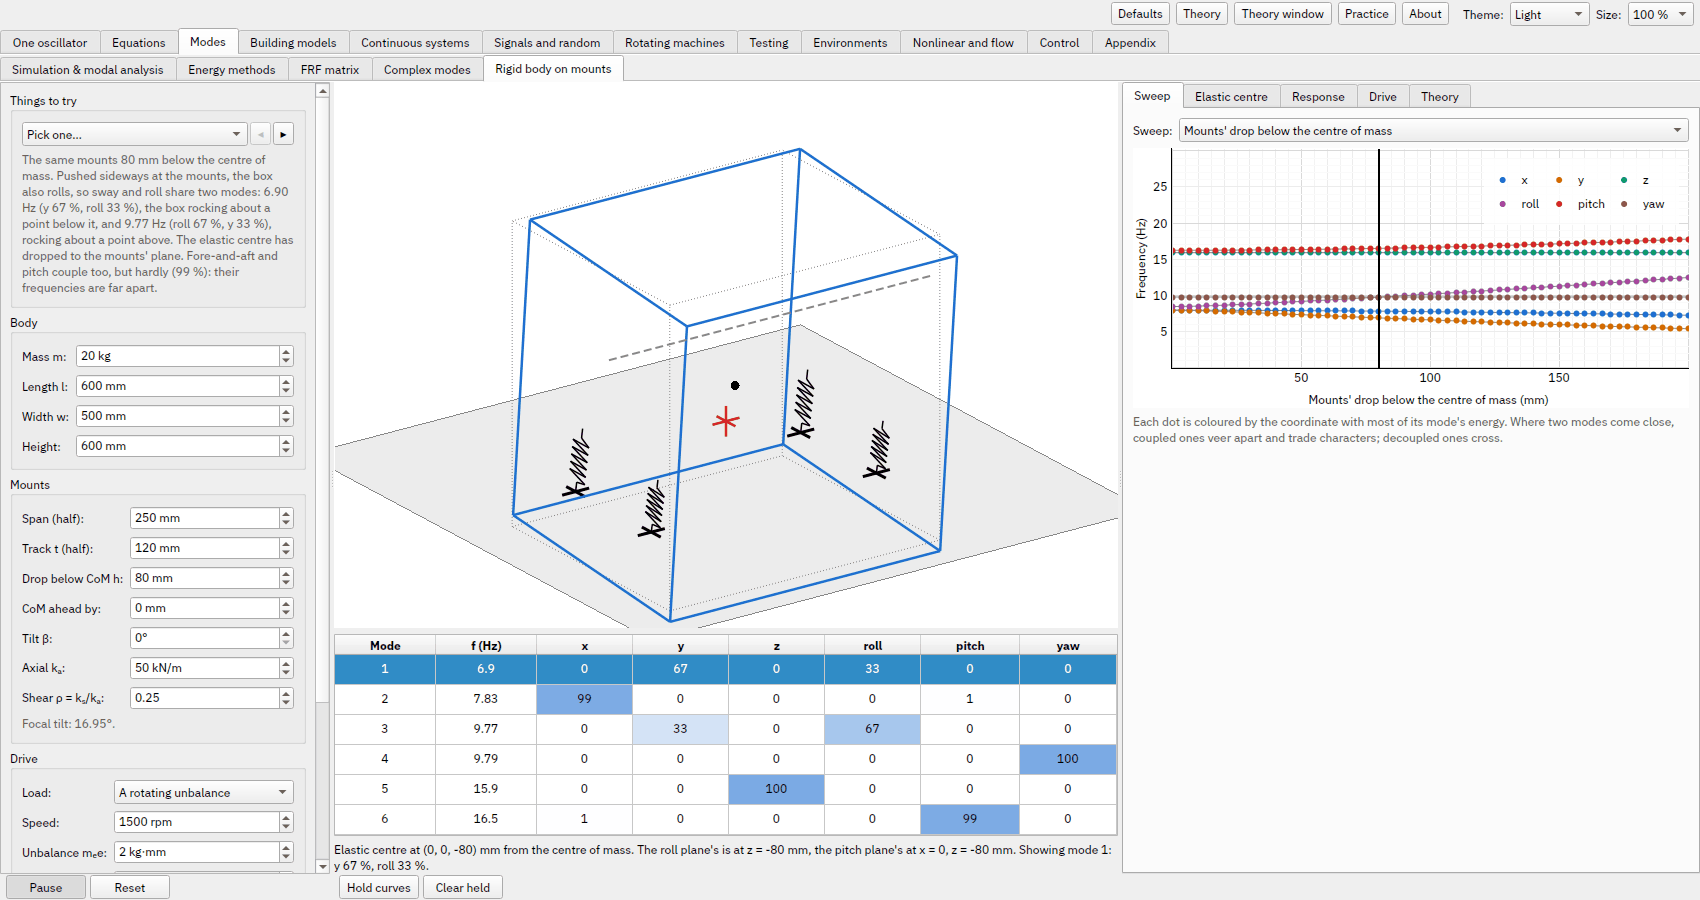 Defaults Theory Theory window Practice About Theme: Light Size: 100 %
One oscillator Equations Modes Building models Continuous systems Signals and random Rotating machines Testing Environments Nonlinear and flow Control Appendix
Simulation & modal analysis Energy methods FRF matrix Complex modes Rigid body on mounts
Things to try
Pick one...
The same mounts 80 mm below the centre of
mass. Pushed sideways at the mounts, the box
also rolls, so sway and roll share two modes: 6.90
Hz (y 67 %, roll 33 %), the box rocking about a
point below it, and 9.77 Hz (roll 67 %, y 33 %),
rocking about a point above. The elastic centre has
dropped to the mounts' plane. Fore-and-aft and
pitch couple too, but hardly (99 %): their
frequencies are far apart.
Body
Mass m: 20 kg
Length l: 600 mm
Width w: 500 mm
Height: 600 mm
Mounts
Span (half): 250 mm
Track t (half): 120 mm
Drop below CoM h: 80 mm
CoM ahead by: 0 mm
Tilt β: 0°
Axial kₐ: 50 kN/m
Shear ρ = kₛ/kₐ: 0.25
Focal tilt: 16.95°.
Drive
Load: A rotating unbalance
Speed: 1500 rpm
Unbalance mₑe: 2 kg·mm
Pause Reset
Mode f (Hz) x y z roll pitch yaw
1 6.9 0 67 0 33 0 0
2 7.83 99 0 0 0 1 0
3 9.77 0 33 0 67 0 0
4 9.79 0 0 0 0 0 100
5 15.9 0 0 100 0 0 0
6 16.5 1 0 0 0 99 0
Elastic centre at (0, 0, -80) mm from the centre of mass. The roll plane's is at z = -80 mm, the pitch plane's at x = 0, z = -80 mm. Showing mode 1:
y 67 %, roll 33 %.
Hold curves Clear held
Sweep Elastic centre Response Drive Theory
Sweep: Mounts' drop below the centre of mass
Frequency (Hz)
25
20
15
10
5
x y z
roll pitch yaw
50 100 150
Mounts' drop below the centre of mass (mm)
Each dot is coloured by the coordinate with most of its mode's energy. Where two modes come close,
coupled ones veer apart and trade characters; decoupled ones cross.